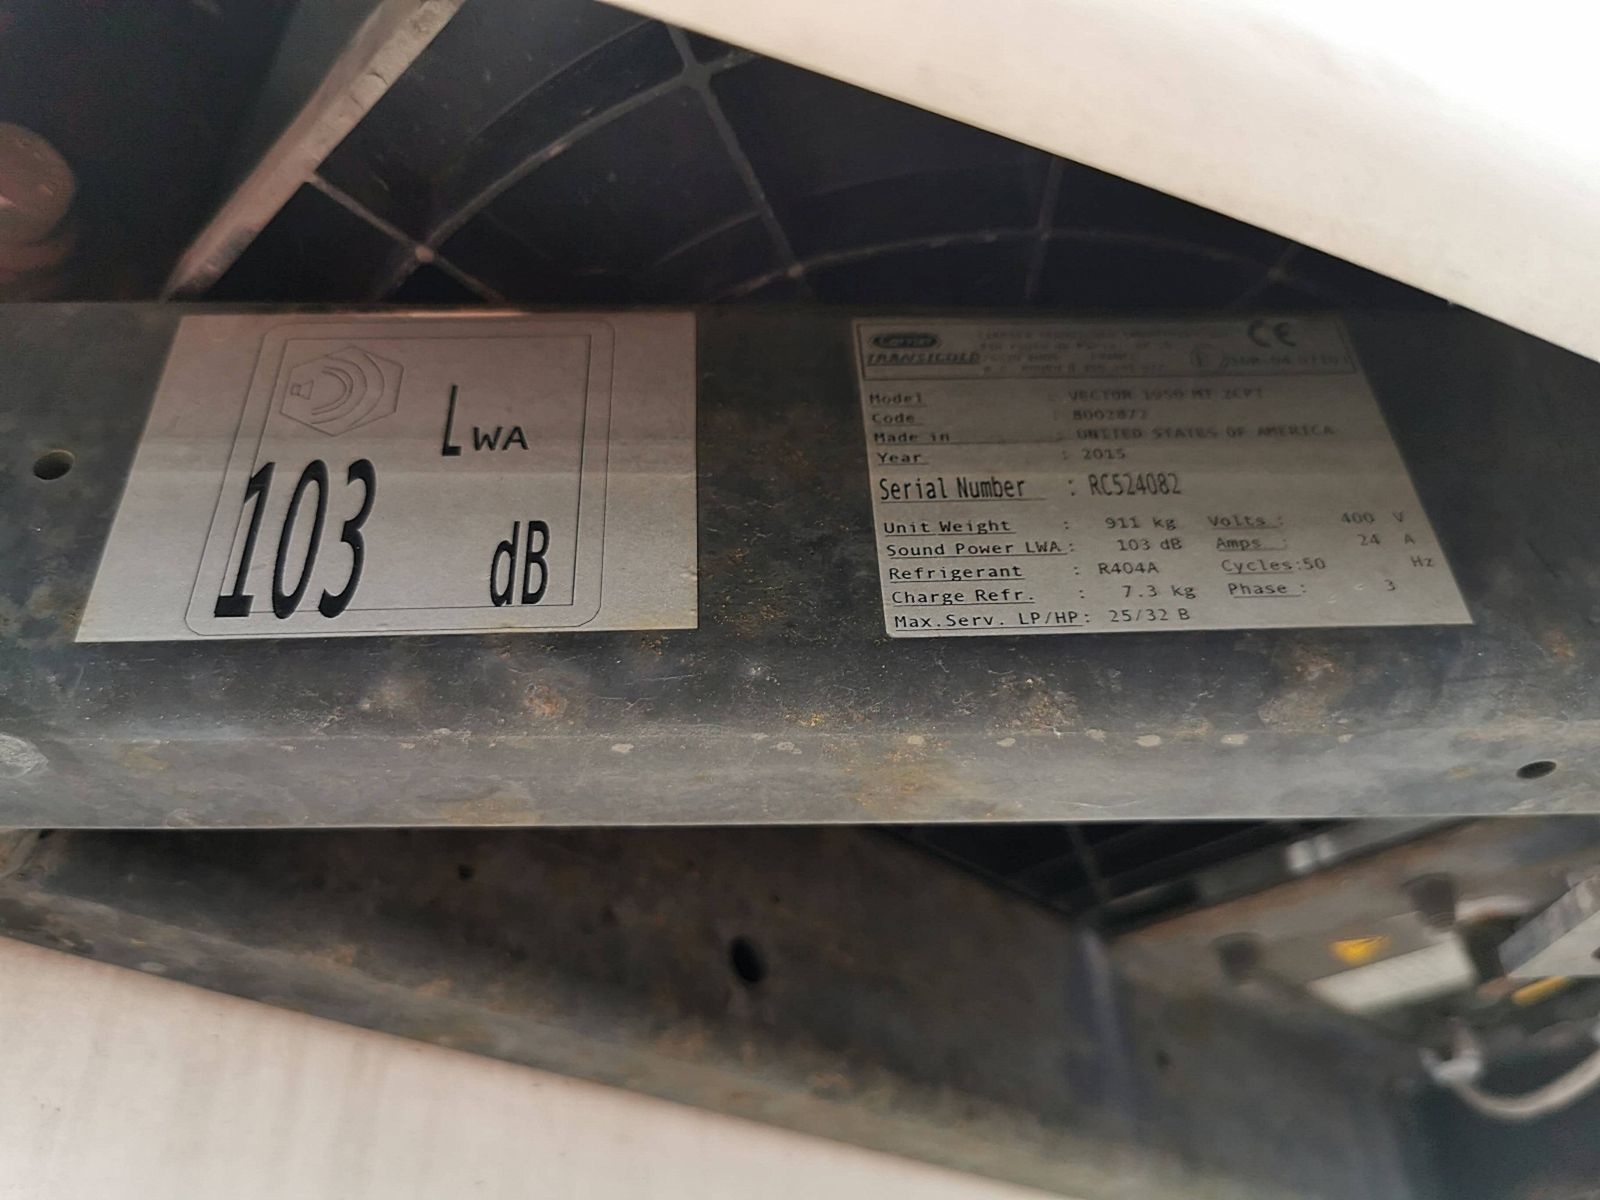 LWA
103 dB
Carrier
TRANSICOLD
CE
Model : VECTOR 1950 MT 2CPT
Code : 8002872
Made in : UNITED STATES OF AMERICA
Year : 2015
Serial Number : RC524082
Unit Weight : 911 kg Volts : 400 V
Sound Power LWA : 103 dB Amps : 24 A
Refrigerant : R404A Cycles:50 Hz
Charge Refr. : 7.3 kg Phase : 3
Max.Serv. LP/HP: 25/32 B